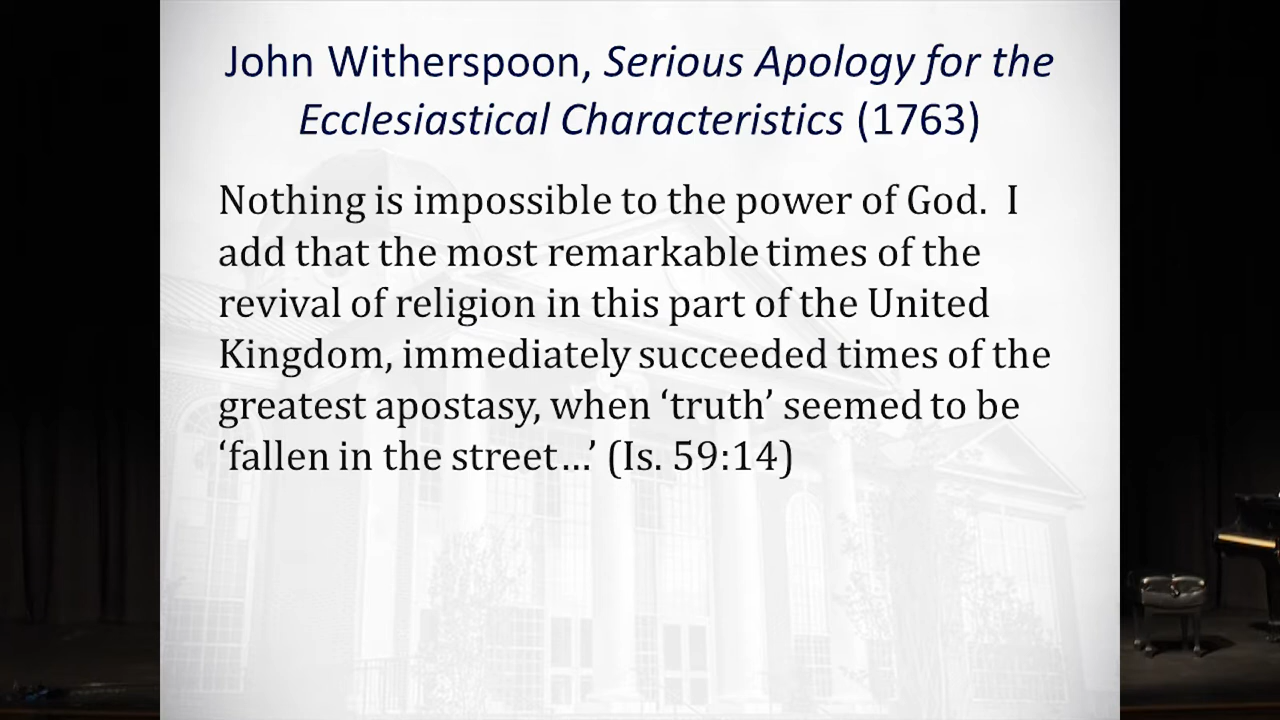 John Witherspoon, Serious Apology for the
Ecclesiastical Characteristics (1763)
Nothing is impossible to the power of God.  I
add that the most remarkable times of the
revival of religion in this part of the United
Kingdom, immediately succeeded times of the
greatest apostasy, when ‘truth’ seemed to be
‘fallen in the street…’ (Is. 59:14)